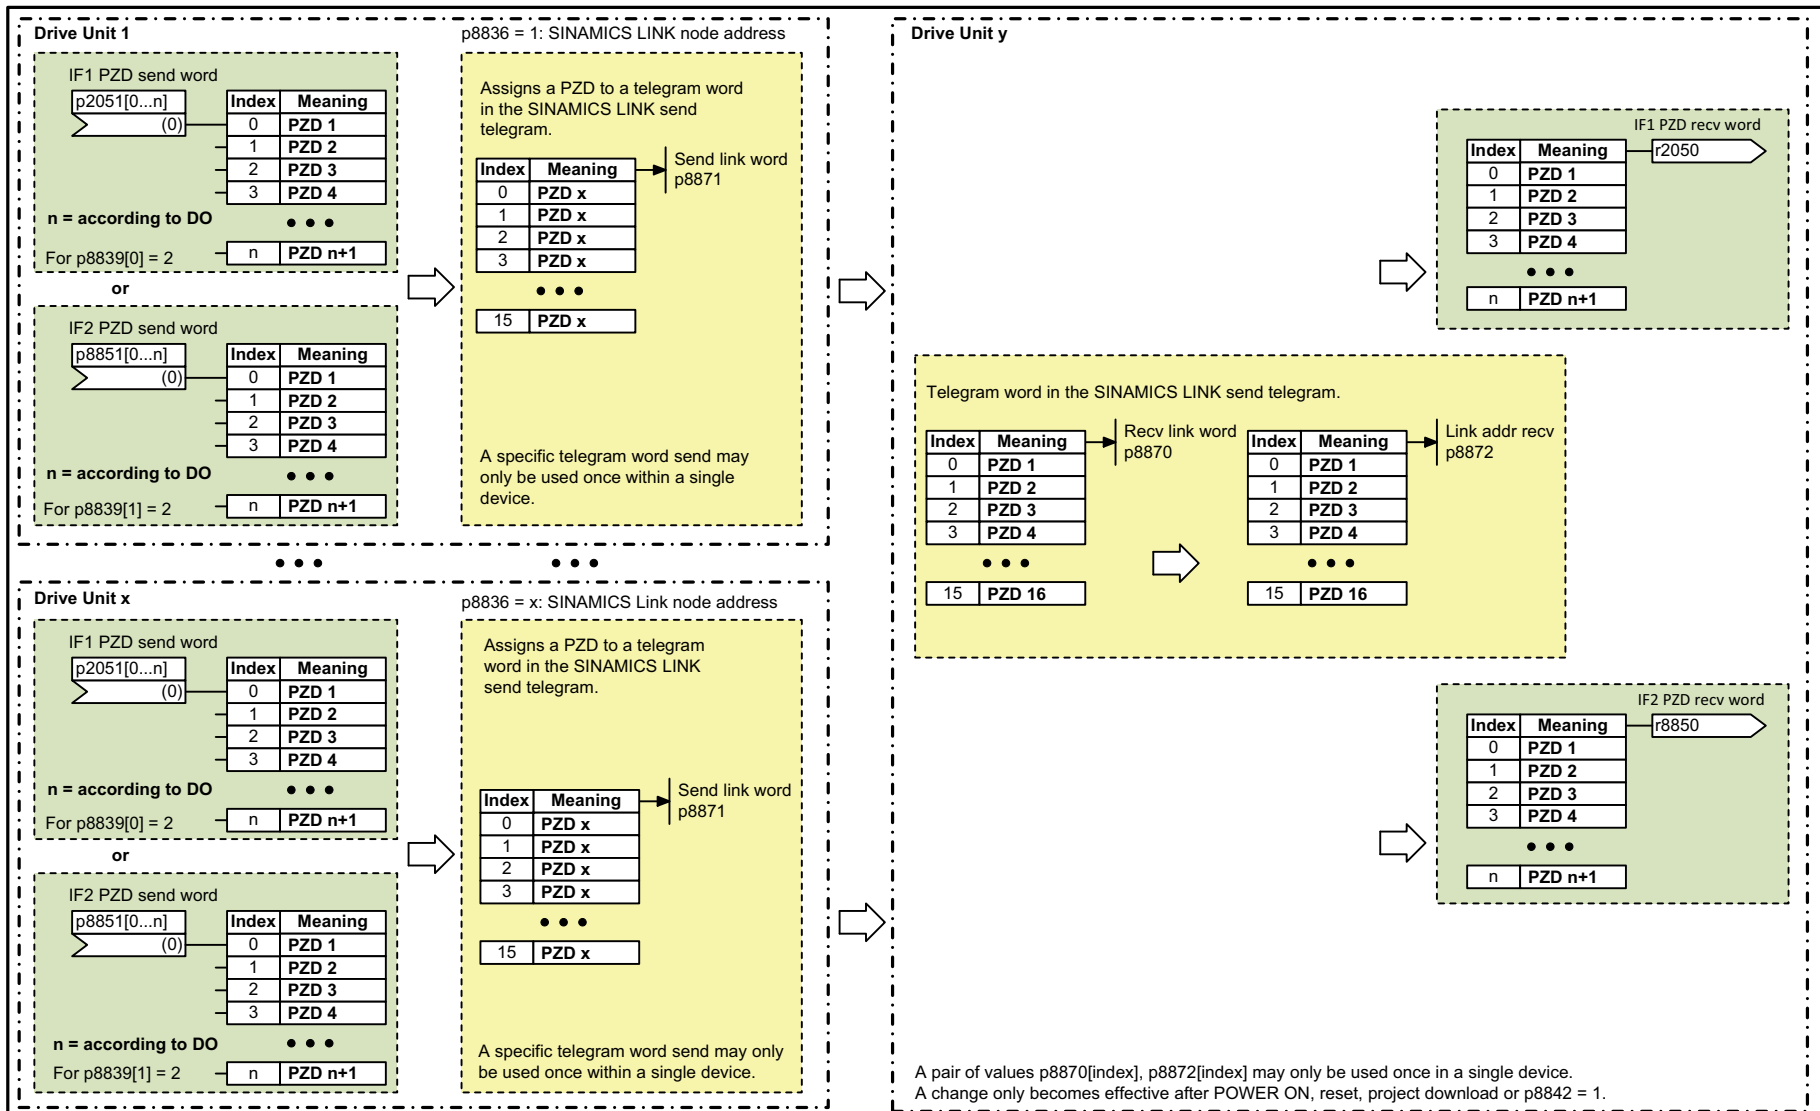 Drive Unit 1
p8836 = 1: SINAMICS LINK node address
IF1 PZD send word
p2051[0...n]
(0)
Index Meaning
0 PZD 1
1 PZD 2
2 PZD 3
3 PZD 4
n = according to DO
• • •
For p8839[0] = 2
n PZD n+1
or
IF2 PZD send word
p8851[0...n]
(0)
Index Meaning
0 PZD 1
1 PZD 2
2 PZD 3
3 PZD 4
n = according to DO
• • •
For p8839[1] = 2
n PZD n+1
Assigns a PZD to a telegram word
in the SINAMICS LINK send
telegram.
Index Meaning
0 PZD x
1 PZD x
2 PZD x
3 PZD x
• • •
15 PZD x
Send link word
p8871
A specific telegram word send may
only be used once within a single
device.
• • •
• • •
Drive Unit x
p8836 = x: SINAMICS Link node address
IF1 PZD send word
p2051[0...n]
(0)
Index Meaning
0 PZD 1
1 PZD 2
2 PZD 3
3 PZD 4
n = according to DO
• • •
For p8839[0] = 2
n PZD n+1
or
IF2 PZD send word
p8851[0...n]
(0)
Index Meaning
0 PZD 1
1 PZD 2
2 PZD 3
3 PZD 4
n = according to DO
• • •
For p8839[1] = 2
n PZD n+1
Assigns a PZD to a telegram
word in the SINAMICS LINK
send telegram.
Index Meaning
0 PZD x
1 PZD x
2 PZD x
3 PZD x
• • •
15 PZD x
Send link word
p8871
A specific telegram word send may only
be used once within a single device.
Drive Unit y
IF1 PZD recv word
Index Meaning
0 PZD 1
1 PZD 2
2 PZD 3
3 PZD 4
• • •
n PZD n+1
r2050
Telegram word in the SINAMICS LINK send telegram.
Index Meaning
0 PZD 1
1 PZD 2
2 PZD 3
3 PZD 4
• • •
15 PZD 16
Recv link word
p8870
Index Meaning
0 PZD 1
1 PZD 2
2 PZD 3
3 PZD 4
• • •
15 PZD 16
Link addr recv
p8872
IF2 PZD recv word
Index Meaning
0 PZD 1
1 PZD 2
2 PZD 3
3 PZD 4
• • •
n PZD n+1
r8850
A pair of values p8870[index], p8872[index] may only be used once in a single device.
A change only becomes effective after POWER ON, reset, project download or p8842 = 1.